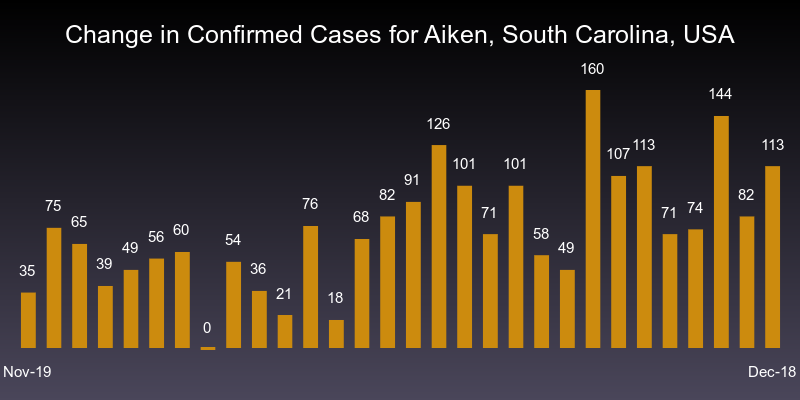 Change in Confirmed Cases for Aiken, South Carolina, USA
35 75 65 39 49 56 60 0 54 36 21 76 18 68 82 91 126 101 71 101 58 49 160 107 113 71 74 144 82 113
Nov-19 Dec-18